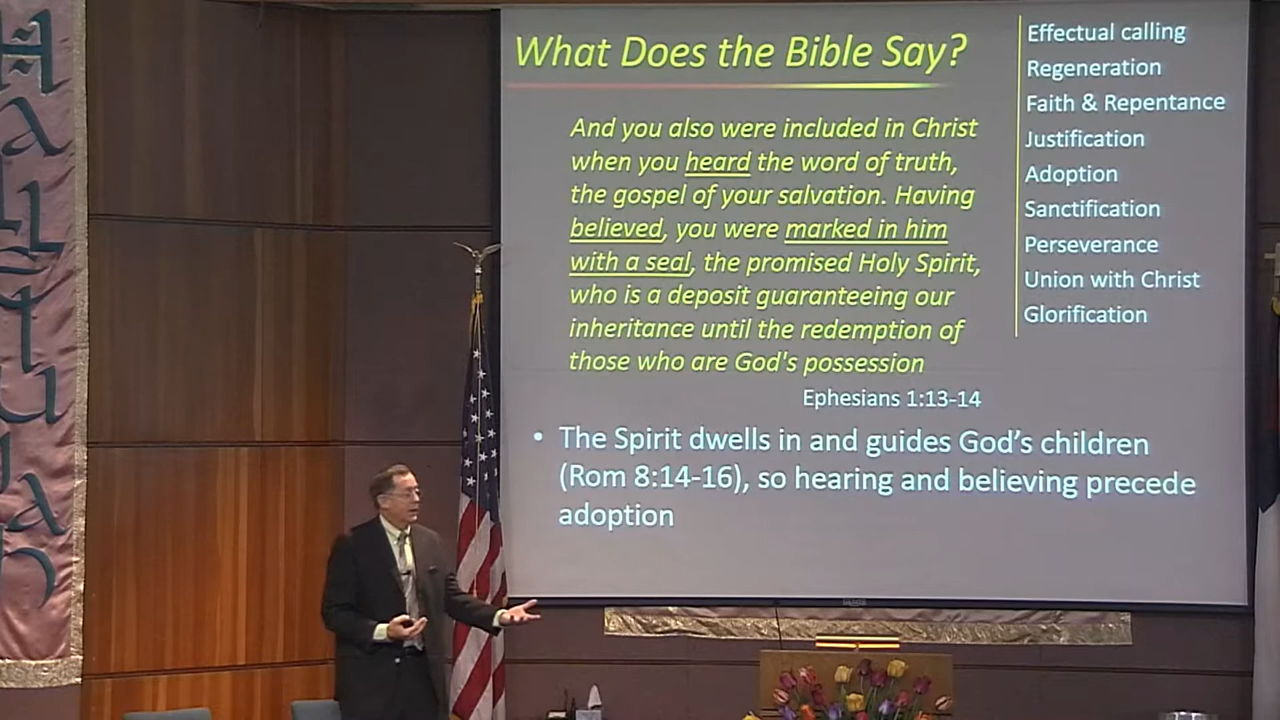 What Does the Bible Say?
And you also were included in Christ
when you heard the word of truth,
the gospel of your salvation. Having
believed, you were marked in him
with a seal, the promised Holy Spirit,
who is a deposit guaranteeing our
inheritance until the redemption of
those who are God's possession
Ephesians 1:13-14
• The Spirit dwells in and guides God’s children
(Rom 8:14-16), so hearing and believing precede
adoption
Effectual calling
Regeneration
Faith & Repentance
Justification
Adoption
Sanctification
Perseverance
Union with Christ
Glorification